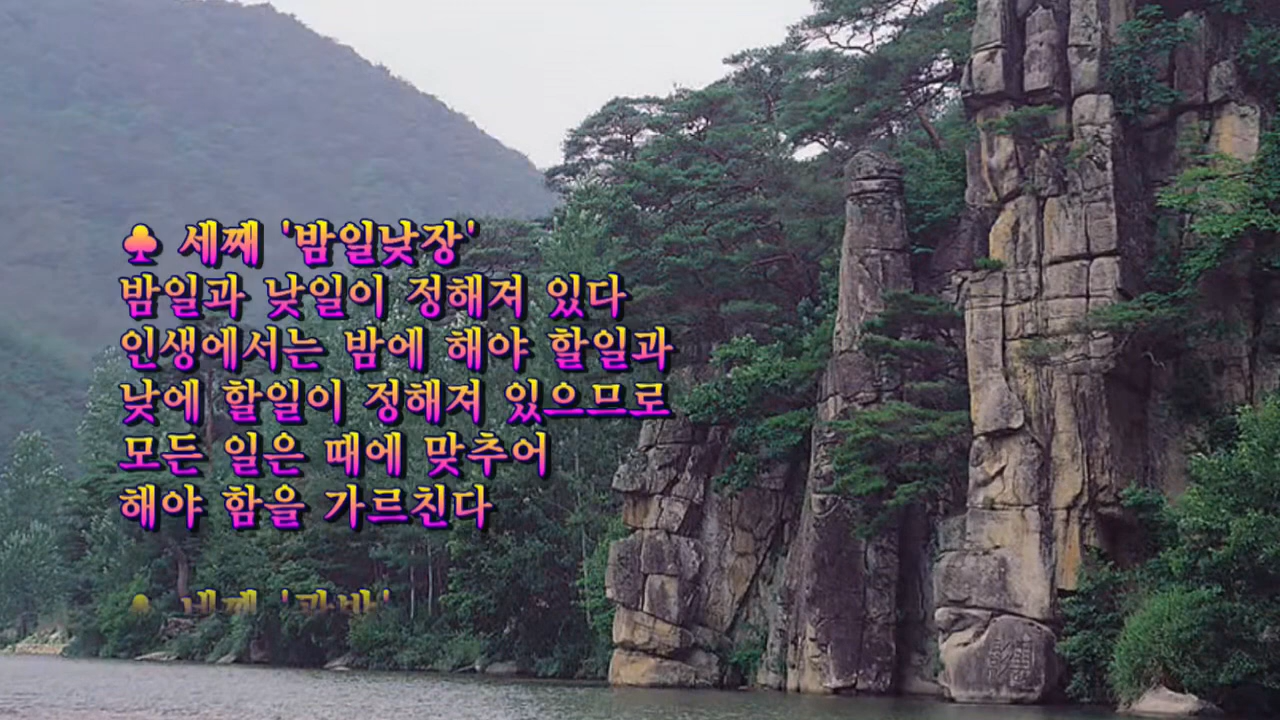 ♣ 세째 '밤일낮장'
밤일과 낮일이 정해져 있다
인생에서는 밤에 해야 할일과
낮에 할일이 정해져 있으므로
모든 일은 때에 맞추어
해야 함을 가르친다
네째